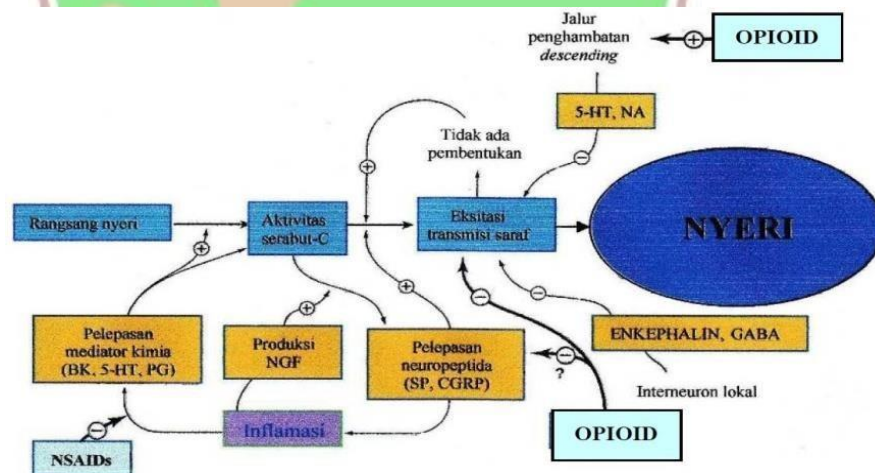 Jalur
penghambatan
descending
+
OPIOID
5-HT, NA
Tidak ada
pembentukan
−
+
Rangsang nyeri
+
Aktivitas
serabut-C
Eksitasi
transmisi saraf
NYERI
+
+
−
−
Pelepasan
mediator kimia
(BK, 5-HT, PG)
Produksi
NGF
Pelepasan
neuropeptida
(SP, CGRP)
−
?
ENKEPHALIN, GABA
Interneuron lokal
−
NSAIDs
Inflamasi
OPIOID